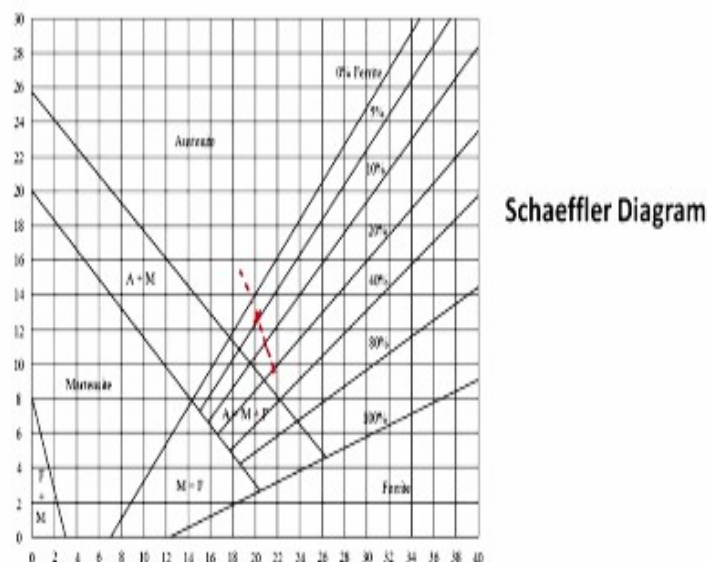 30
28
26
24
22
20
18
16
14
12
10
8
6
4
2
0
0% Ferrite
5%
10%
20%
40%
80%
100%
Austenite
A + M
Martensite
A + M + F
F
+
M
M + F
Ferrite
0 2 4 6 8 10 12 14 16 18 20 22 24 26 28 30 32 34 36 38 40
Schaeffler Diagram